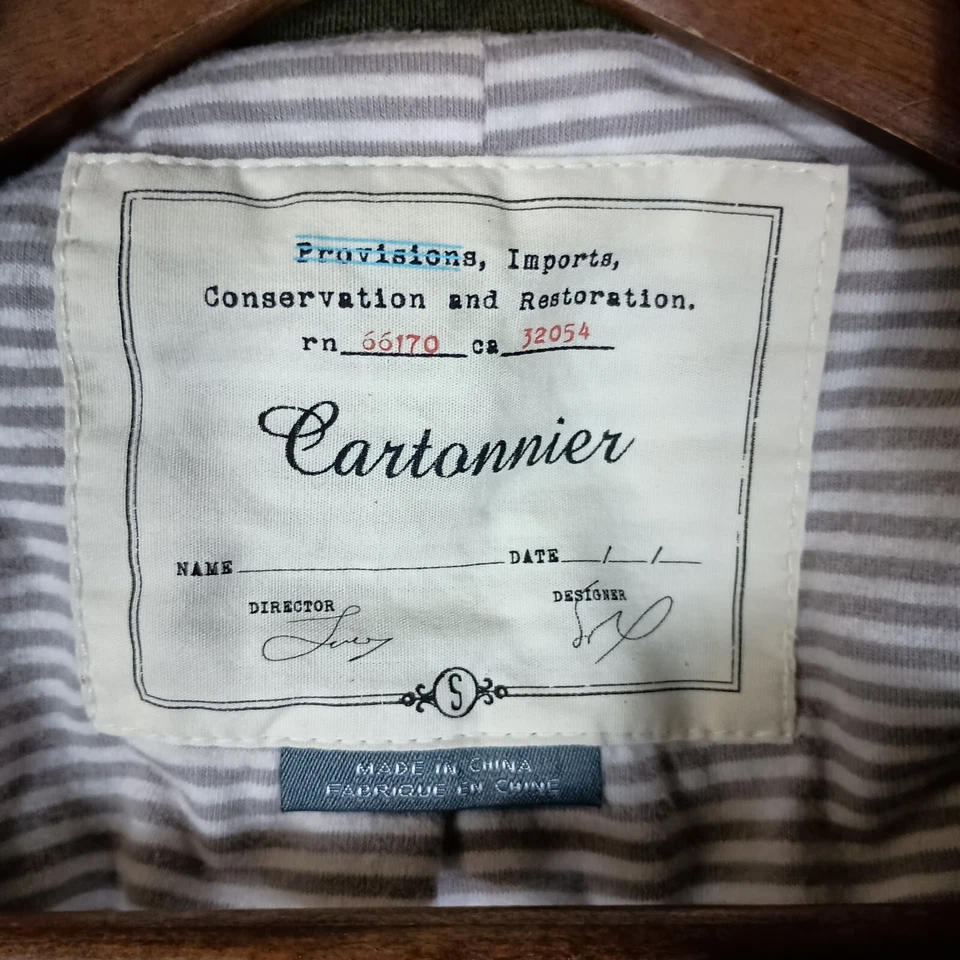 Provisions, Imports,
Conservation and Restoration.
rn 66170 ca 32054
Cartonnier
NAME DATE / /
DIRECTOR DESIGNER
S
MADE IN CHINA
FABRIQUE EN CHINE